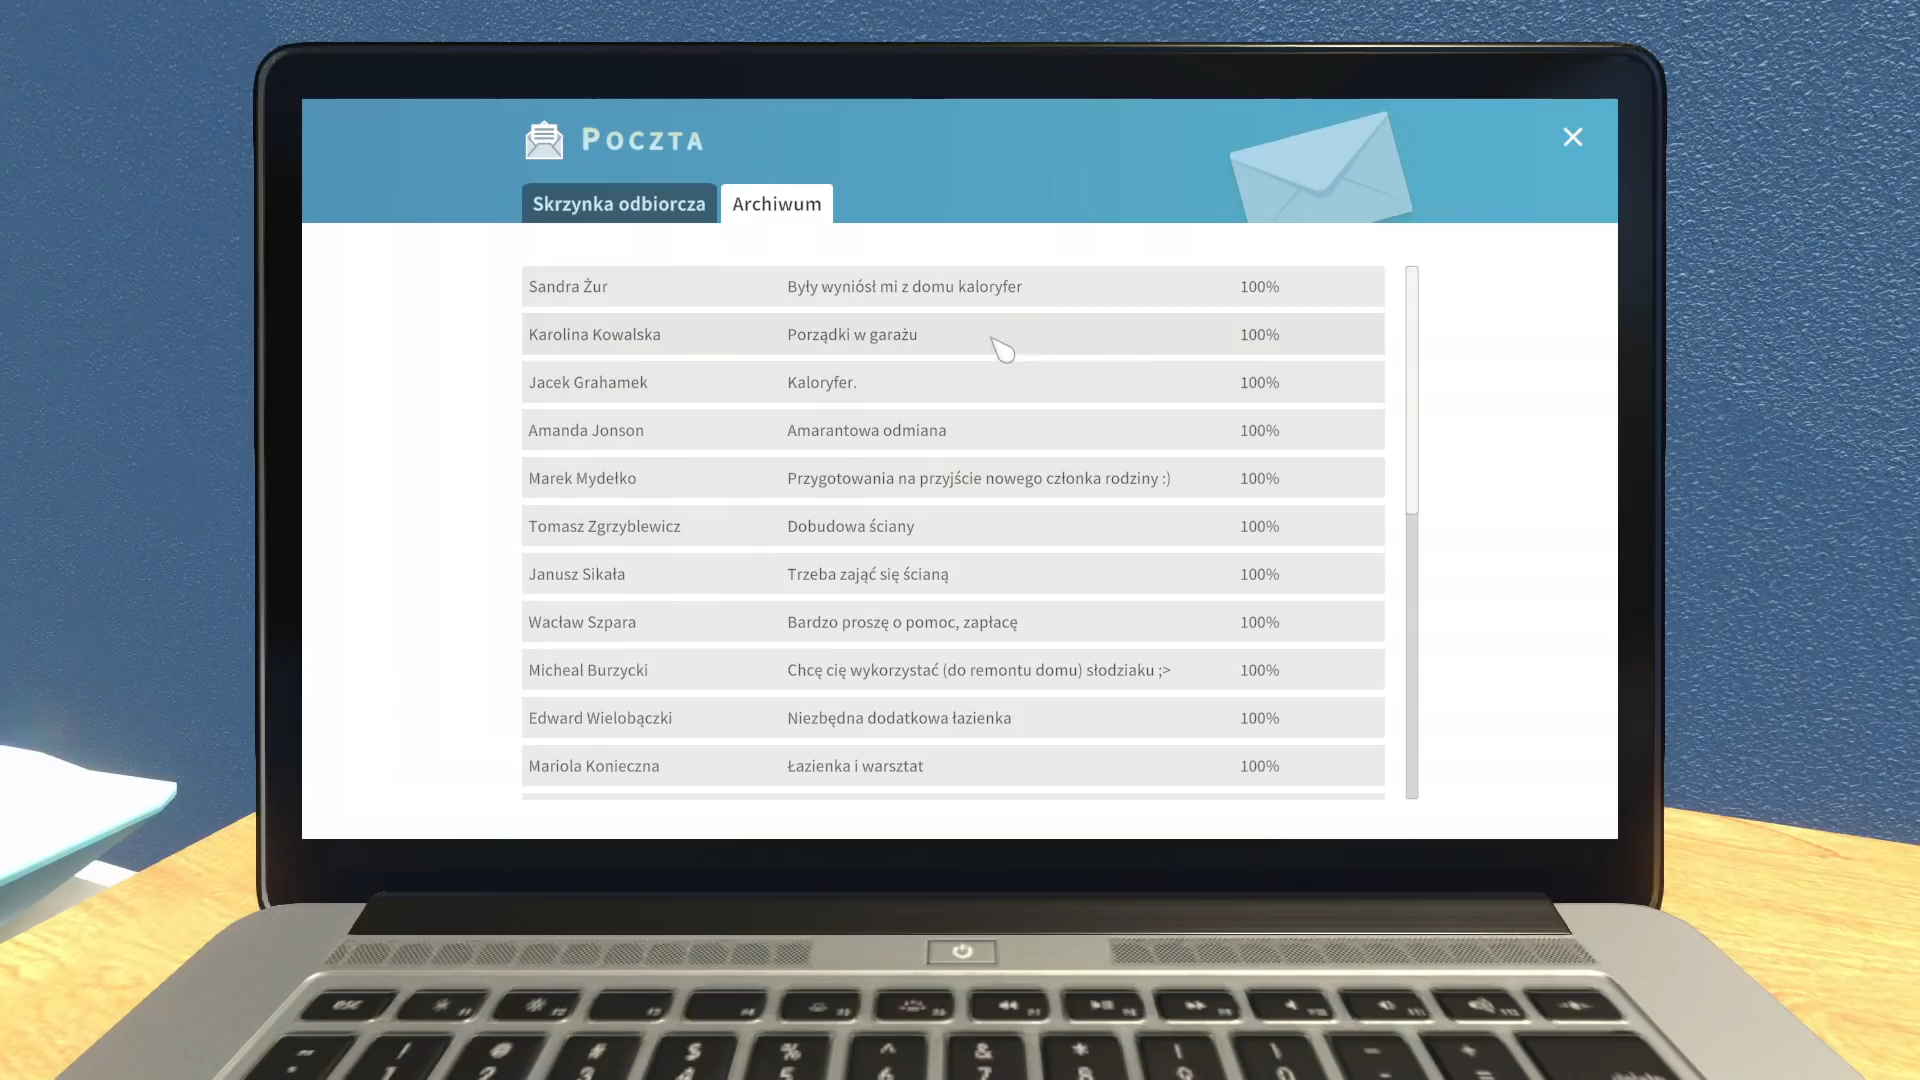 POCZTA
Skrzynka odbiorcza Archiwum
Sandra Żur Były wyniósł mi z domu kaloryfer 100%
Karolina Kowalska Porządki w garażu 100%
Jacek Grahamek Kaloryfer. 100%
Amanda Jonson Amarantowa odmiana 100%
Marek Mydełko Przygotowania na przyjście nowego członka rodziny :) 100%
Tomasz Zgrzyblewicz Dobudowa ściany 100%
Janusz Sikała Trzeba zająć się ścianą 100%
Wacław Szpara Bardzo proszę o pomoc, zapłacę 100%
Micheal Burzycki Chcę cię wykorzystać (do remontu domu) słodziaku ;> 100%
Edward Wielobączki Niezbędna dodatkowa łazienka 100%
Mariola Konieczna Łazienka i warsztat 100%
esc